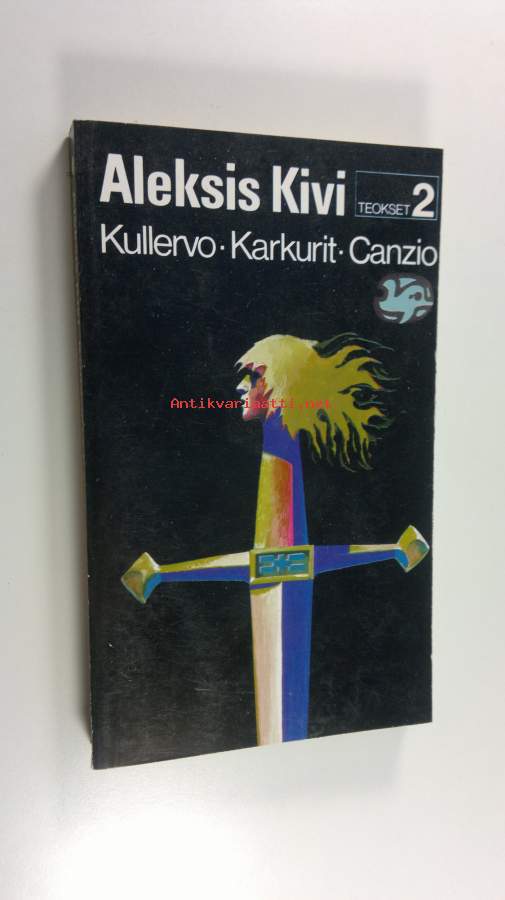 Aleksis Kivi
TEOKSET 2
Kullervo · Karkurit · Canzio
Antikvariaatti.net